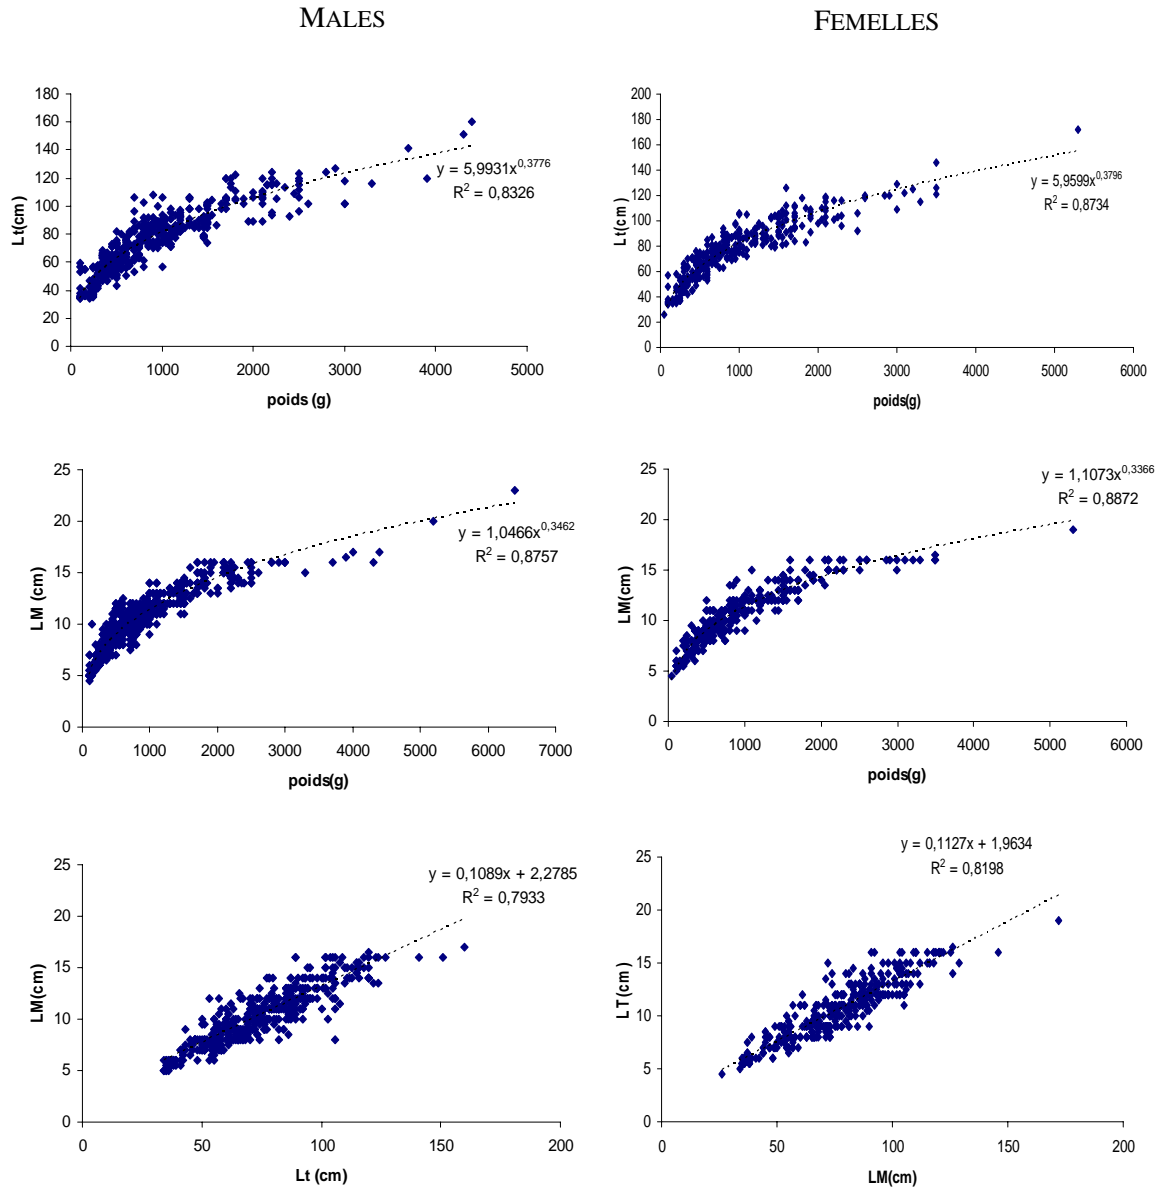 MALES
FEMELLES
180
160
140
120
100
80
60
40
20
0
Lt(cm)
y = 5,9931x^0,3776
R² = 0,8326
0 1000 2000 3000 4000 5000
poids (g)
200
180
160
140
120
100
80
60
40
20
0
Lt(cm)
y = 5,9599x^0,3796
R² = 0,8734
0 1000 2000 3000 4000 5000 6000
poids(g)
25
20
15
10
5
0
LM (cm)
y = 1,0466x^0,3462
R² = 0,8757
0 1000 2000 3000 4000 5000 6000 7000
poids(g)
25
20
15
10
5
0
LM(cm)
y = 1,1073x^0,3366
R² = 0,8872
0 1000 2000 3000 4000 5000 6000
poids(g)
25
20
15
10
5
0
LM(cm)
y = 0,1089x + 2,2785
R² = 0,7933
0 50 100 150 200
Lt (cm)
25
20
15
10
5
0
LT(cm)
y = 0,1127x + 1,9634
R² = 0,8198
0 50 100 150 200
LM(cm)